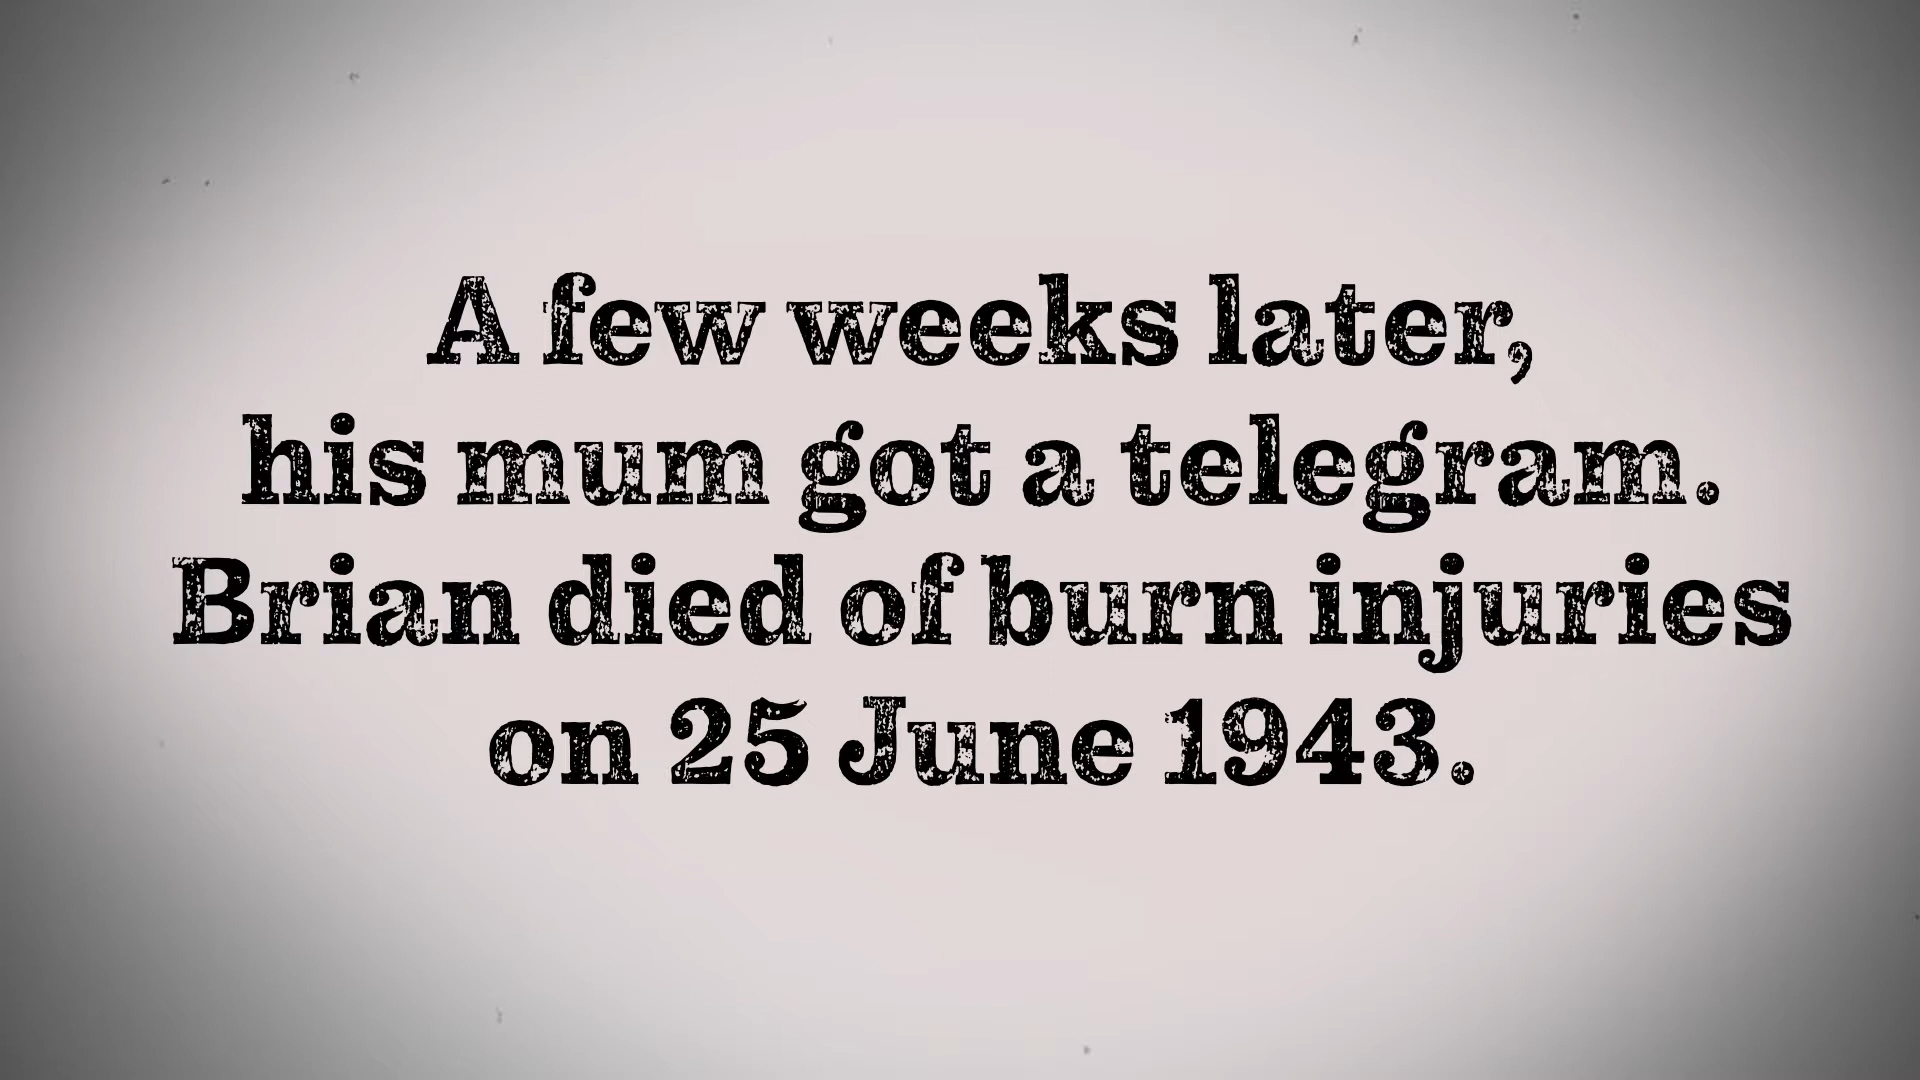 A few weeks later,
his mum got a telegram.
Brian died of burn injuries
on 25 June 1943.